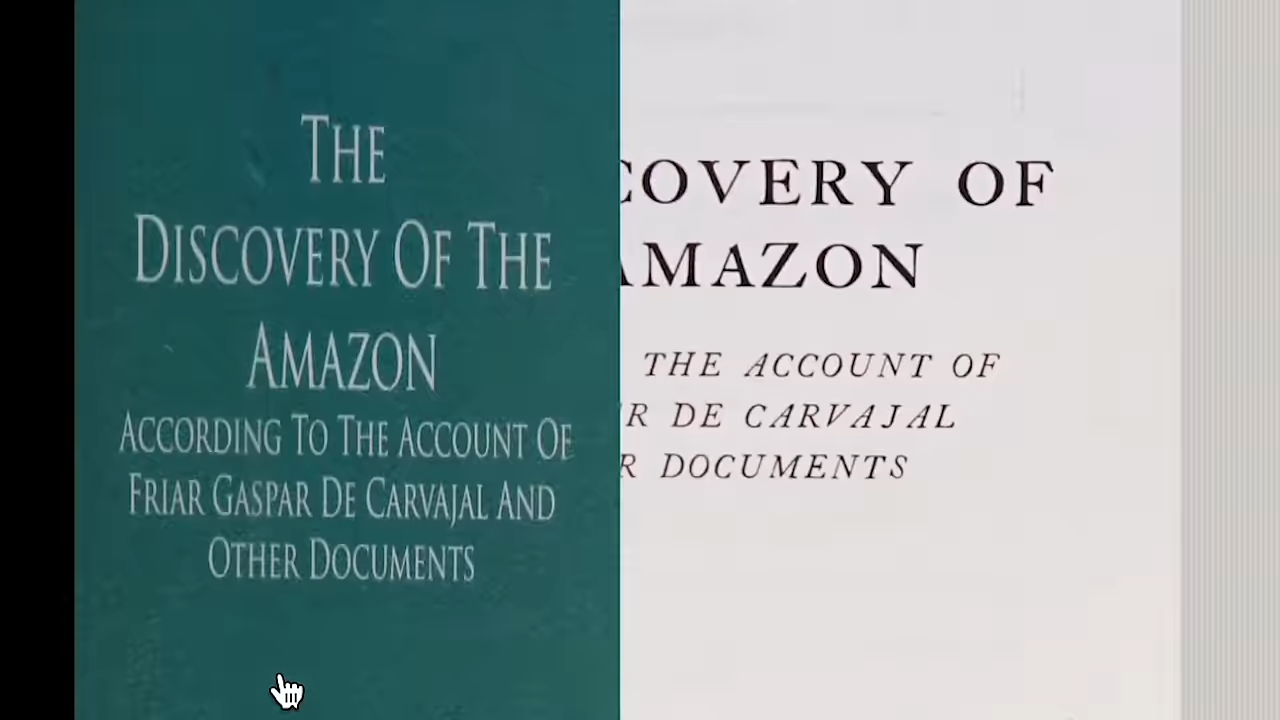 THE
DISCOVERY OF THE
AMAZON
ACCORDING TO THE ACCOUNT OF
FRIAR GASPAR DE CARVAJAL AND
OTHER DOCUMENTS
COVERY OF
AMAZON
THE ACCOUNT OF
R DE CARVAJAL
R DOCUMENTS